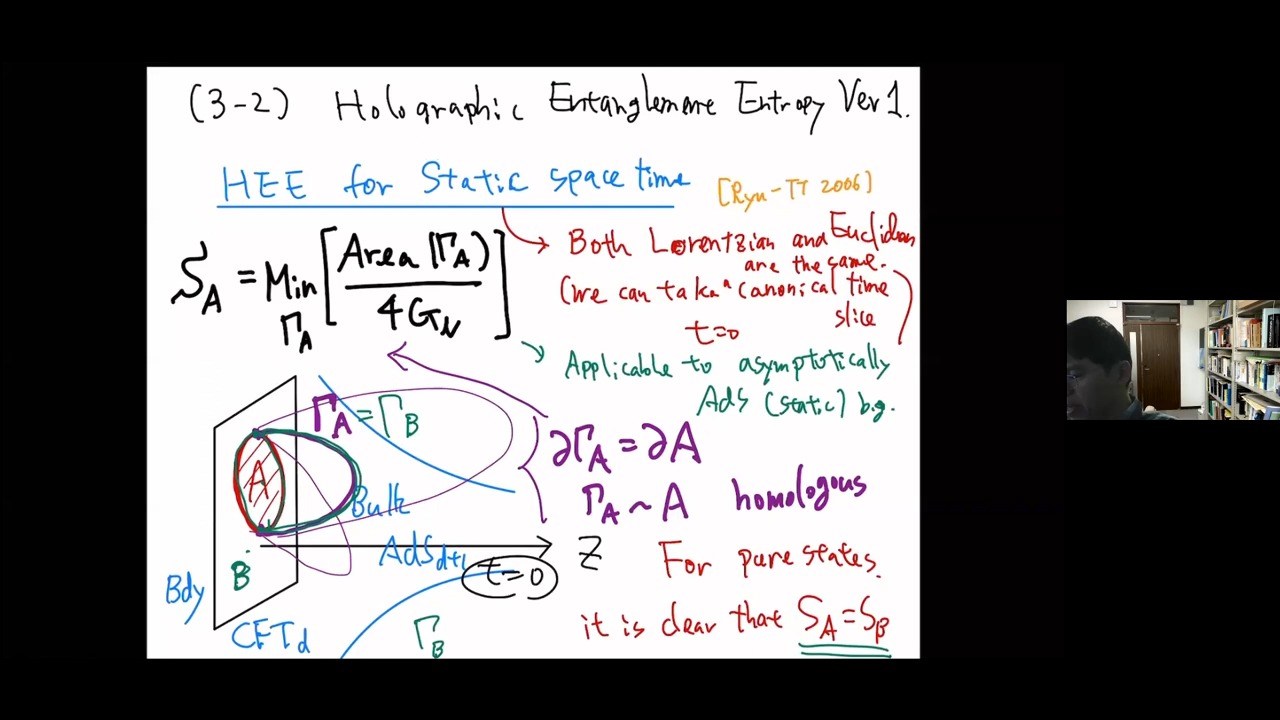 (3-2) Holographic Entanglement Entropy Ver 1.
HEE for Static space time
[Ryu-TT 2006]
Both Lorentzian and Euclidean
are the same.
(we can take a canonical time
slice
t=0
S_A = Min_{Γ_A} [Area(Γ_A) / 4G_N]
Applicable to asymptotically
AdS (static) b.g.
Γ_A = Γ_B
∂Γ_A = ∂A
Γ_A ~ A homologous
A
Bulk
AdS_{d+1}
t=0
Z
B
Bdy
CFT_d
Γ_B
For pure states.
it is clear that S_A = S_B